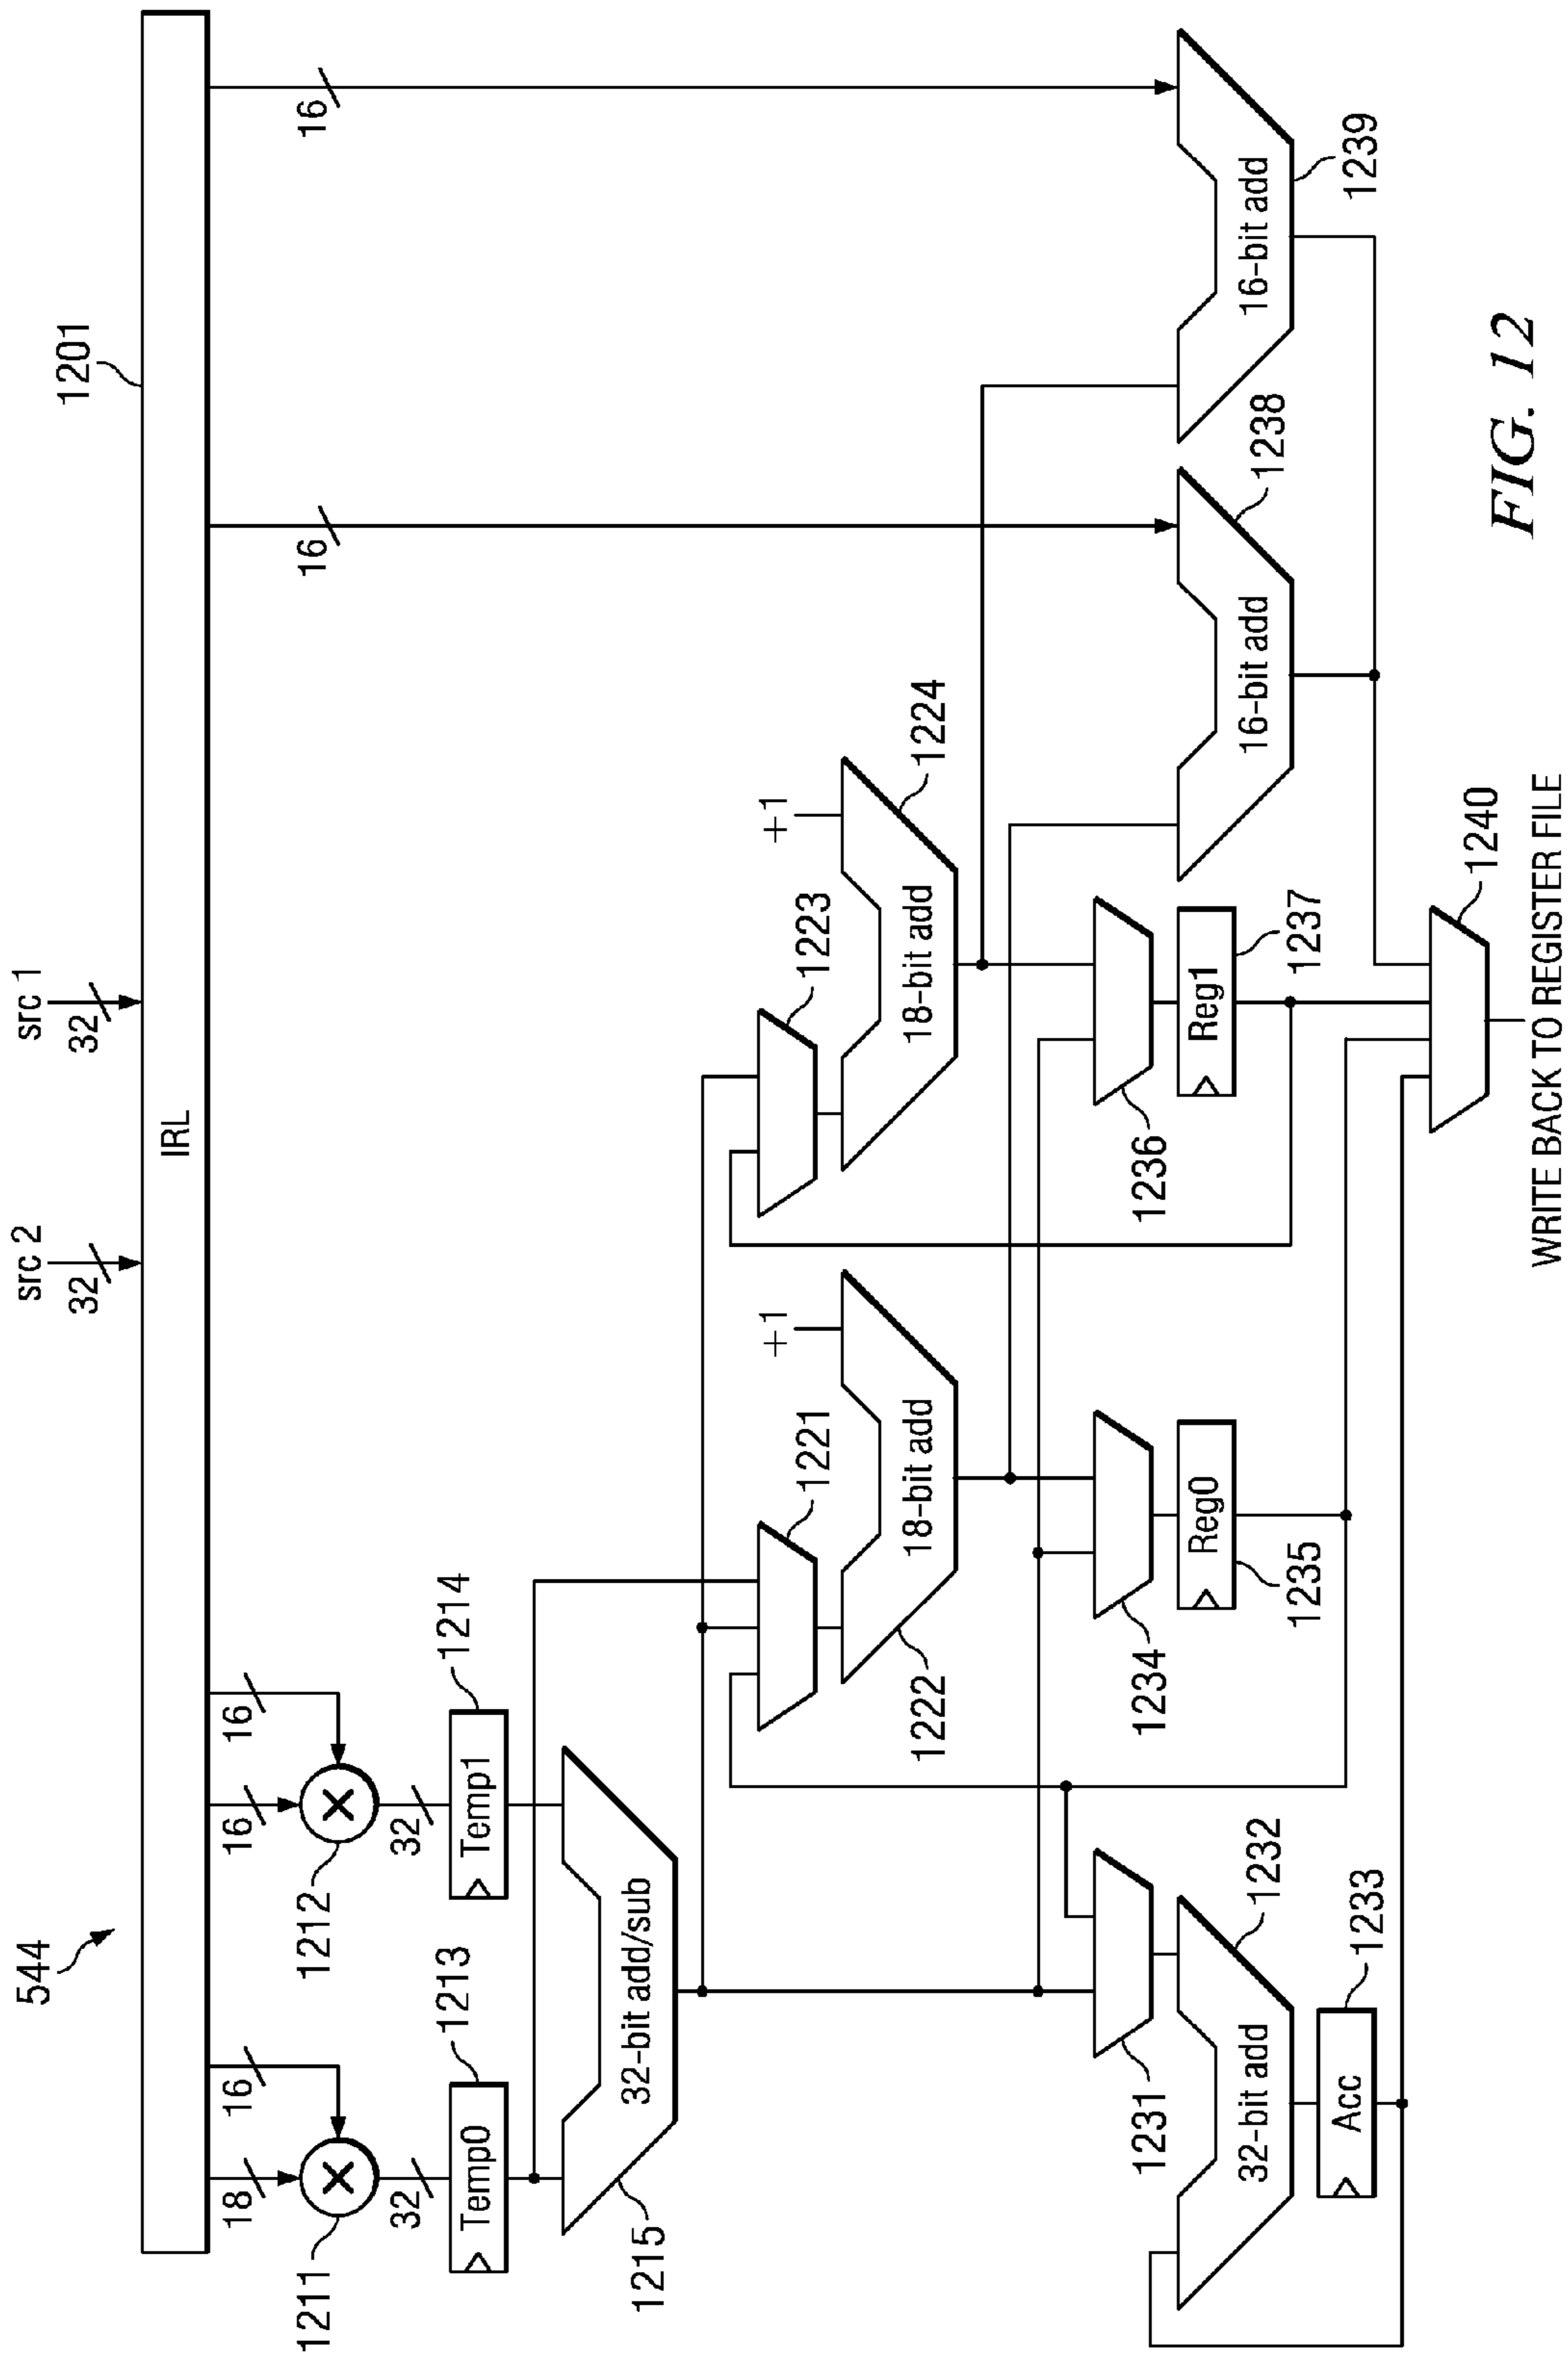 544
src 2
src 1
32
32
1201
IRL
18
16
16
16
16
16
1211
1212
32
32
Temp0
Temp1
1213
1214
1215
32-bit add/sub
1221
+1
1223
+1
1222
18-bit add
18-bit add
1224
1231
1234
1236
1232
32-bit add
Reg0
1235
Reg1
1237
16-bit add
1238
16-bit add
1239
Acc
1233
1240
WRITE BACK TO REGISTER FILE
FIG. 12